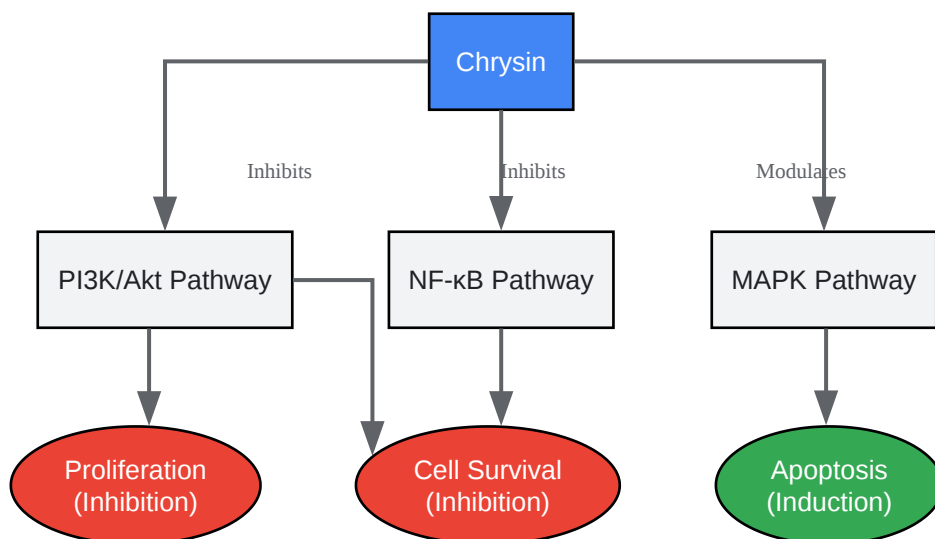 Chrysin
Inhibits
Inhibits
Modulates
PI3K/Akt Pathway
NF-κB Pathway
MAPK Pathway
Proliferation
(Inhibition)
Cell Survival
(Inhibition)
Apoptosis
(Induction)